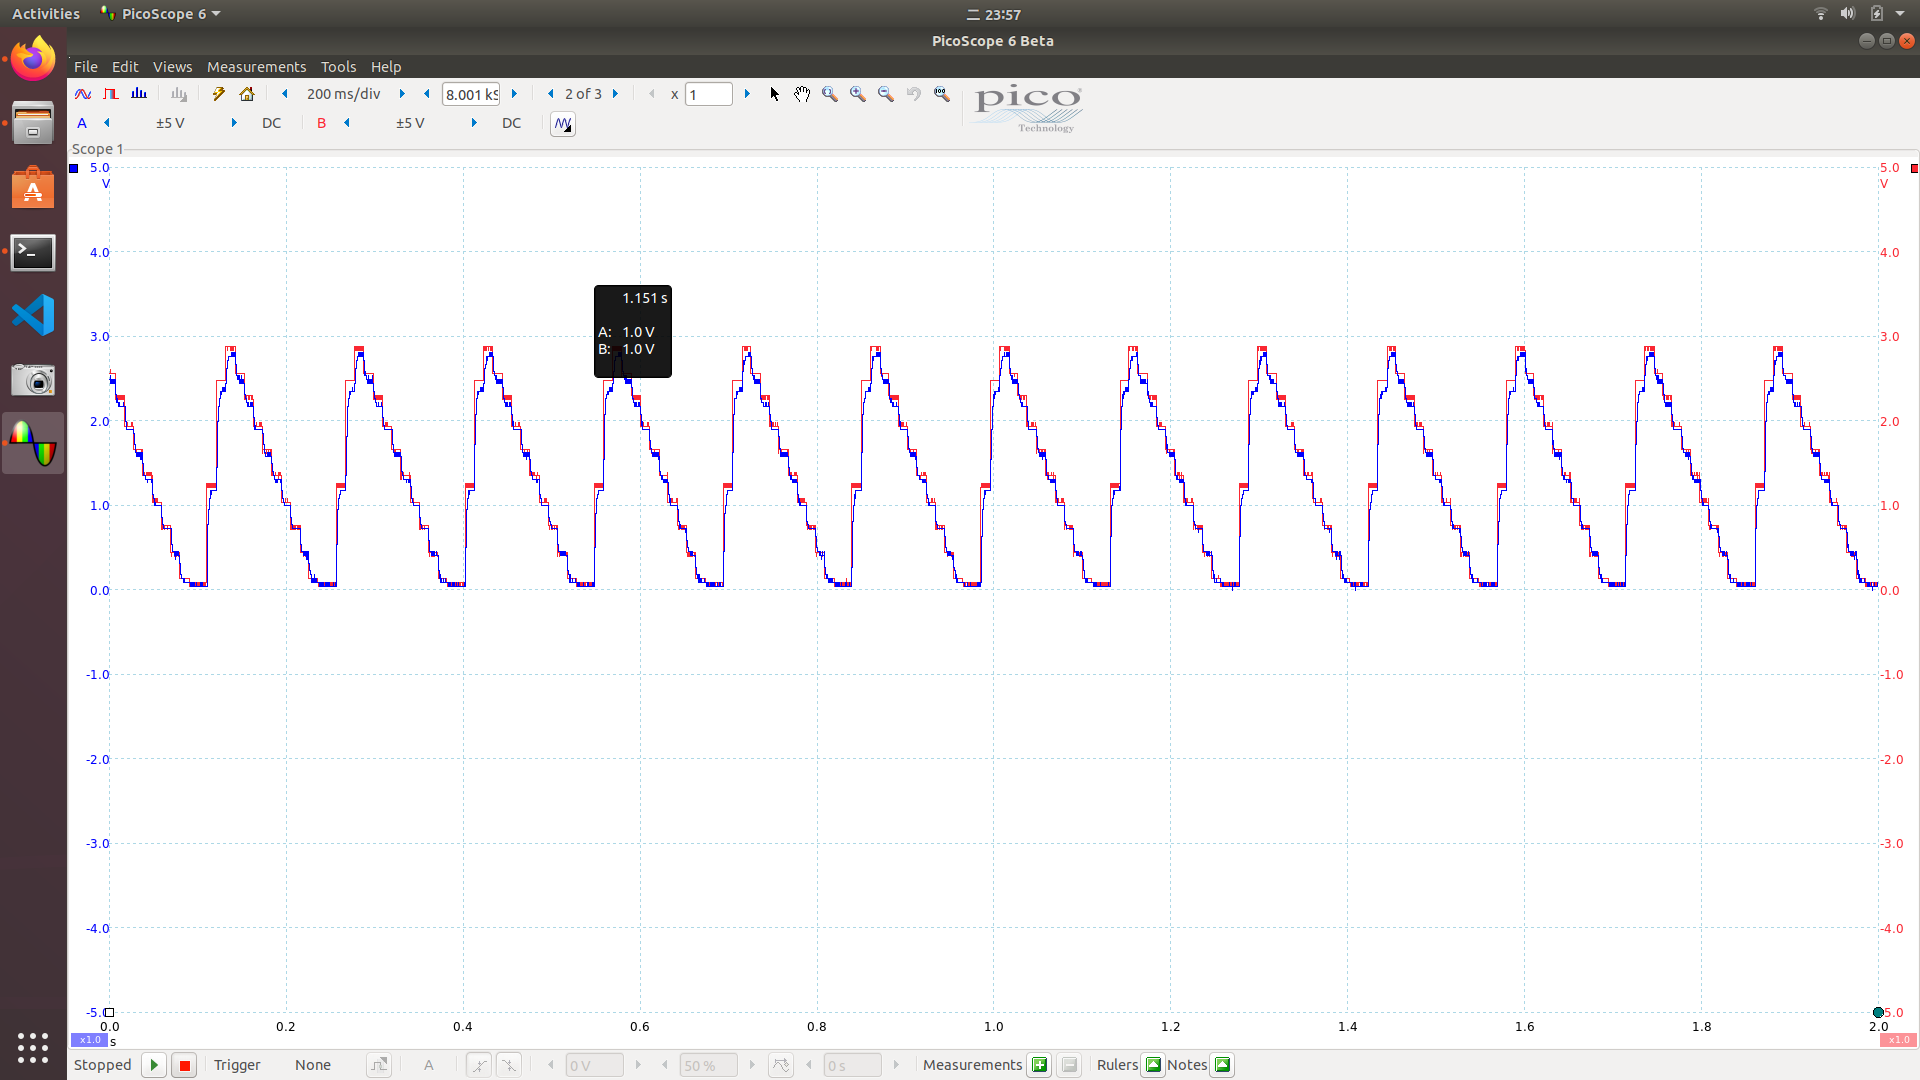 Activities PicoScope 6 二 23:57
PicoScope 6 Beta
File Edit Views Measurements Tools Help
200 ms/div 8.001 kS 2 of 3 x 1
pico
Technology
A ±5 V DC B ±5 V DC
Scope 1
5.0 5.0
V V
4.0 4.0
1.151 s
A: 1.0 V
B: 1.0 V
3.0 3.0
2.0 2.0
1.0 1.0
0.0 0.0
-1.0 -1.0
-2.0 -2.0
-3.0 -3.0
-4.0 -4.0
-5.0 5.0
0.0 0.2 0.4 0.6 0.8 1.0 1.2 1.4 1.6 1.8 2.0
x1.0 s x1.0
Stopped Trigger None A 0 V 50 % 0 s Measurements Rulers Notes